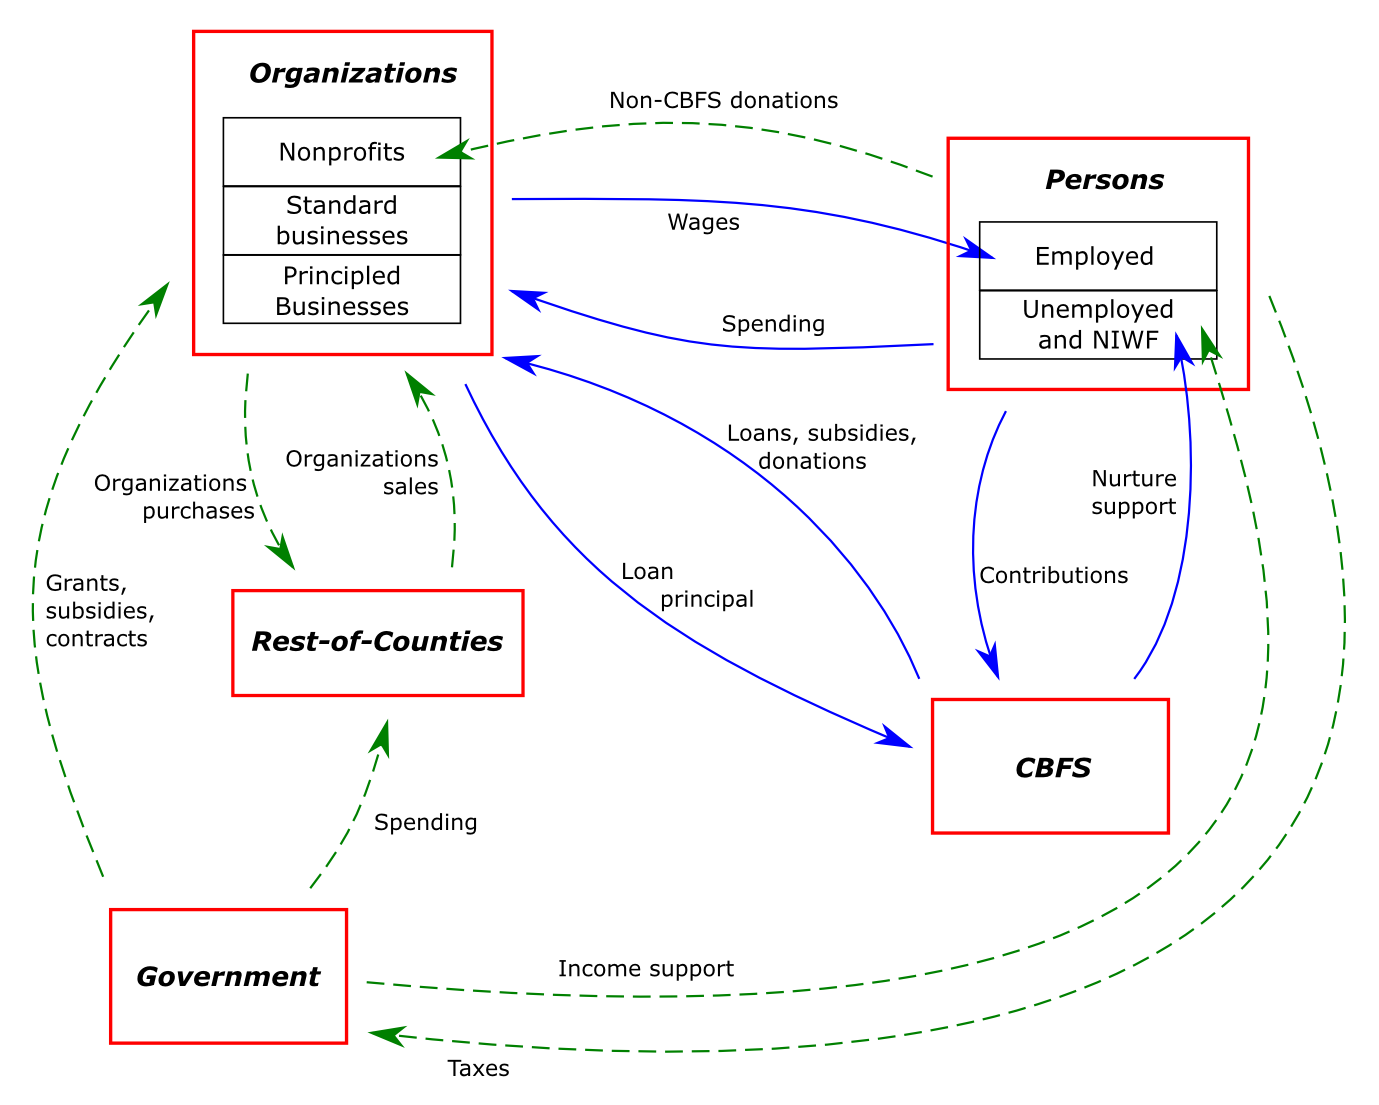 Organizations
Nonprofits
Standard
businesses
Principled
Businesses
Non-CBFS donations
Persons
Employed
Unemployed
and NIWF
Wages
Spending
Loans, subsidies,
donations
Organizations
purchases
Organizations
sales
Nurture
support
Contributions
Loan
principal
Grants,
subsidies,
contracts
Rest-of-Counties
CBFS
Spending
Government
Income support
Taxes